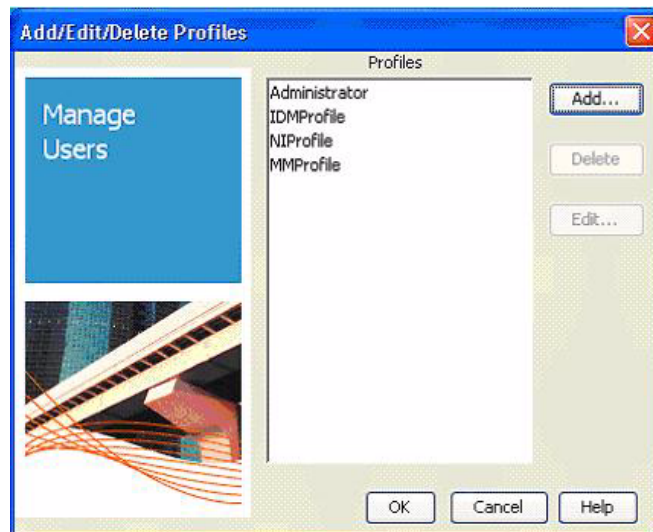 Add/Edit/Delete Profiles
Manage
Users
Profiles
Administrator
IDMProfile
NIProfile
MMProfile
Add...
Delete
Edit...
OK
Cancel
Help